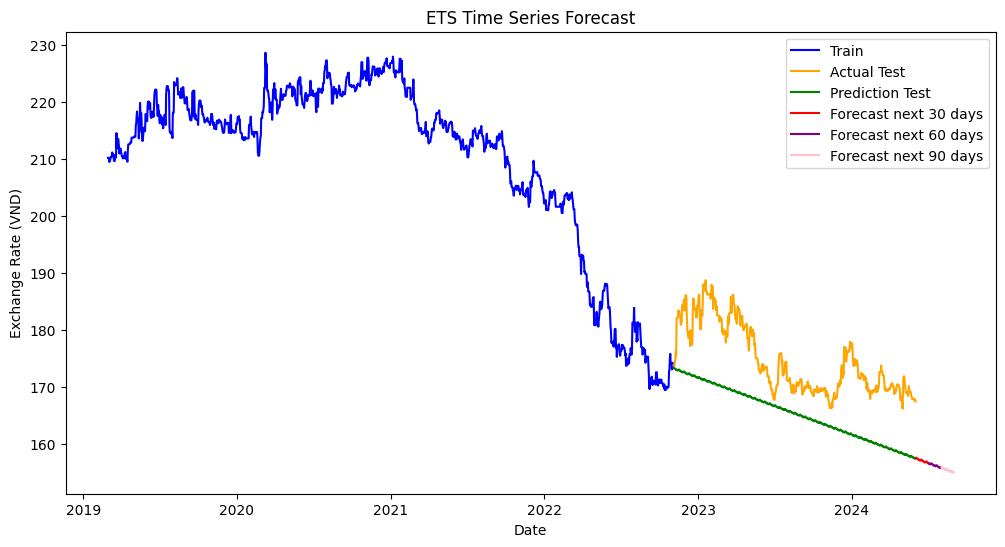 ETS Time Series Forecast
Exchange Rate (VND)
230
220
210
200
190
180
170
160
Train
Actual Test
Prediction Test
Forecast next 30 days
Forecast next 60 days
Forecast next 90 days
2019
2020
2021
2022
2023
2024
Date